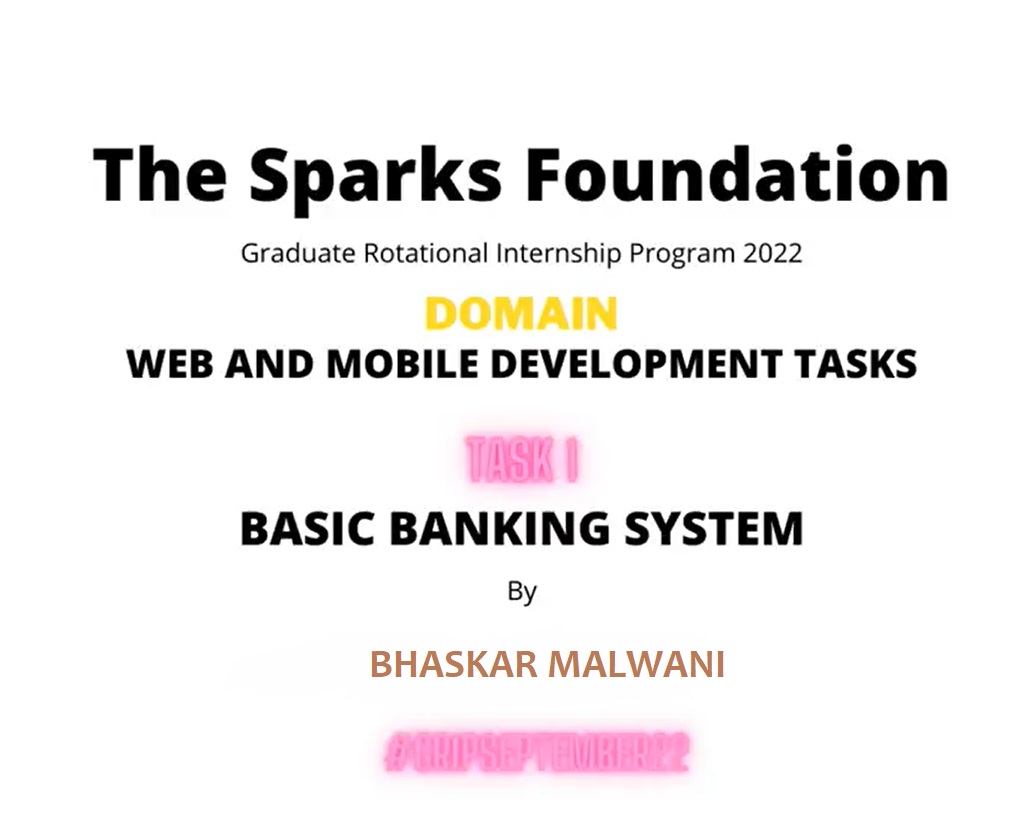 The Sparks Foundation
Graduate Rotational Internship Program 2022
DOMAIN
WEB AND MOBILE DEVELOPMENT TASKS
TASK 1
BASIC BANKING SYSTEM
By
BHASKAR MALWANI
#GRIPSEPTEMBER22